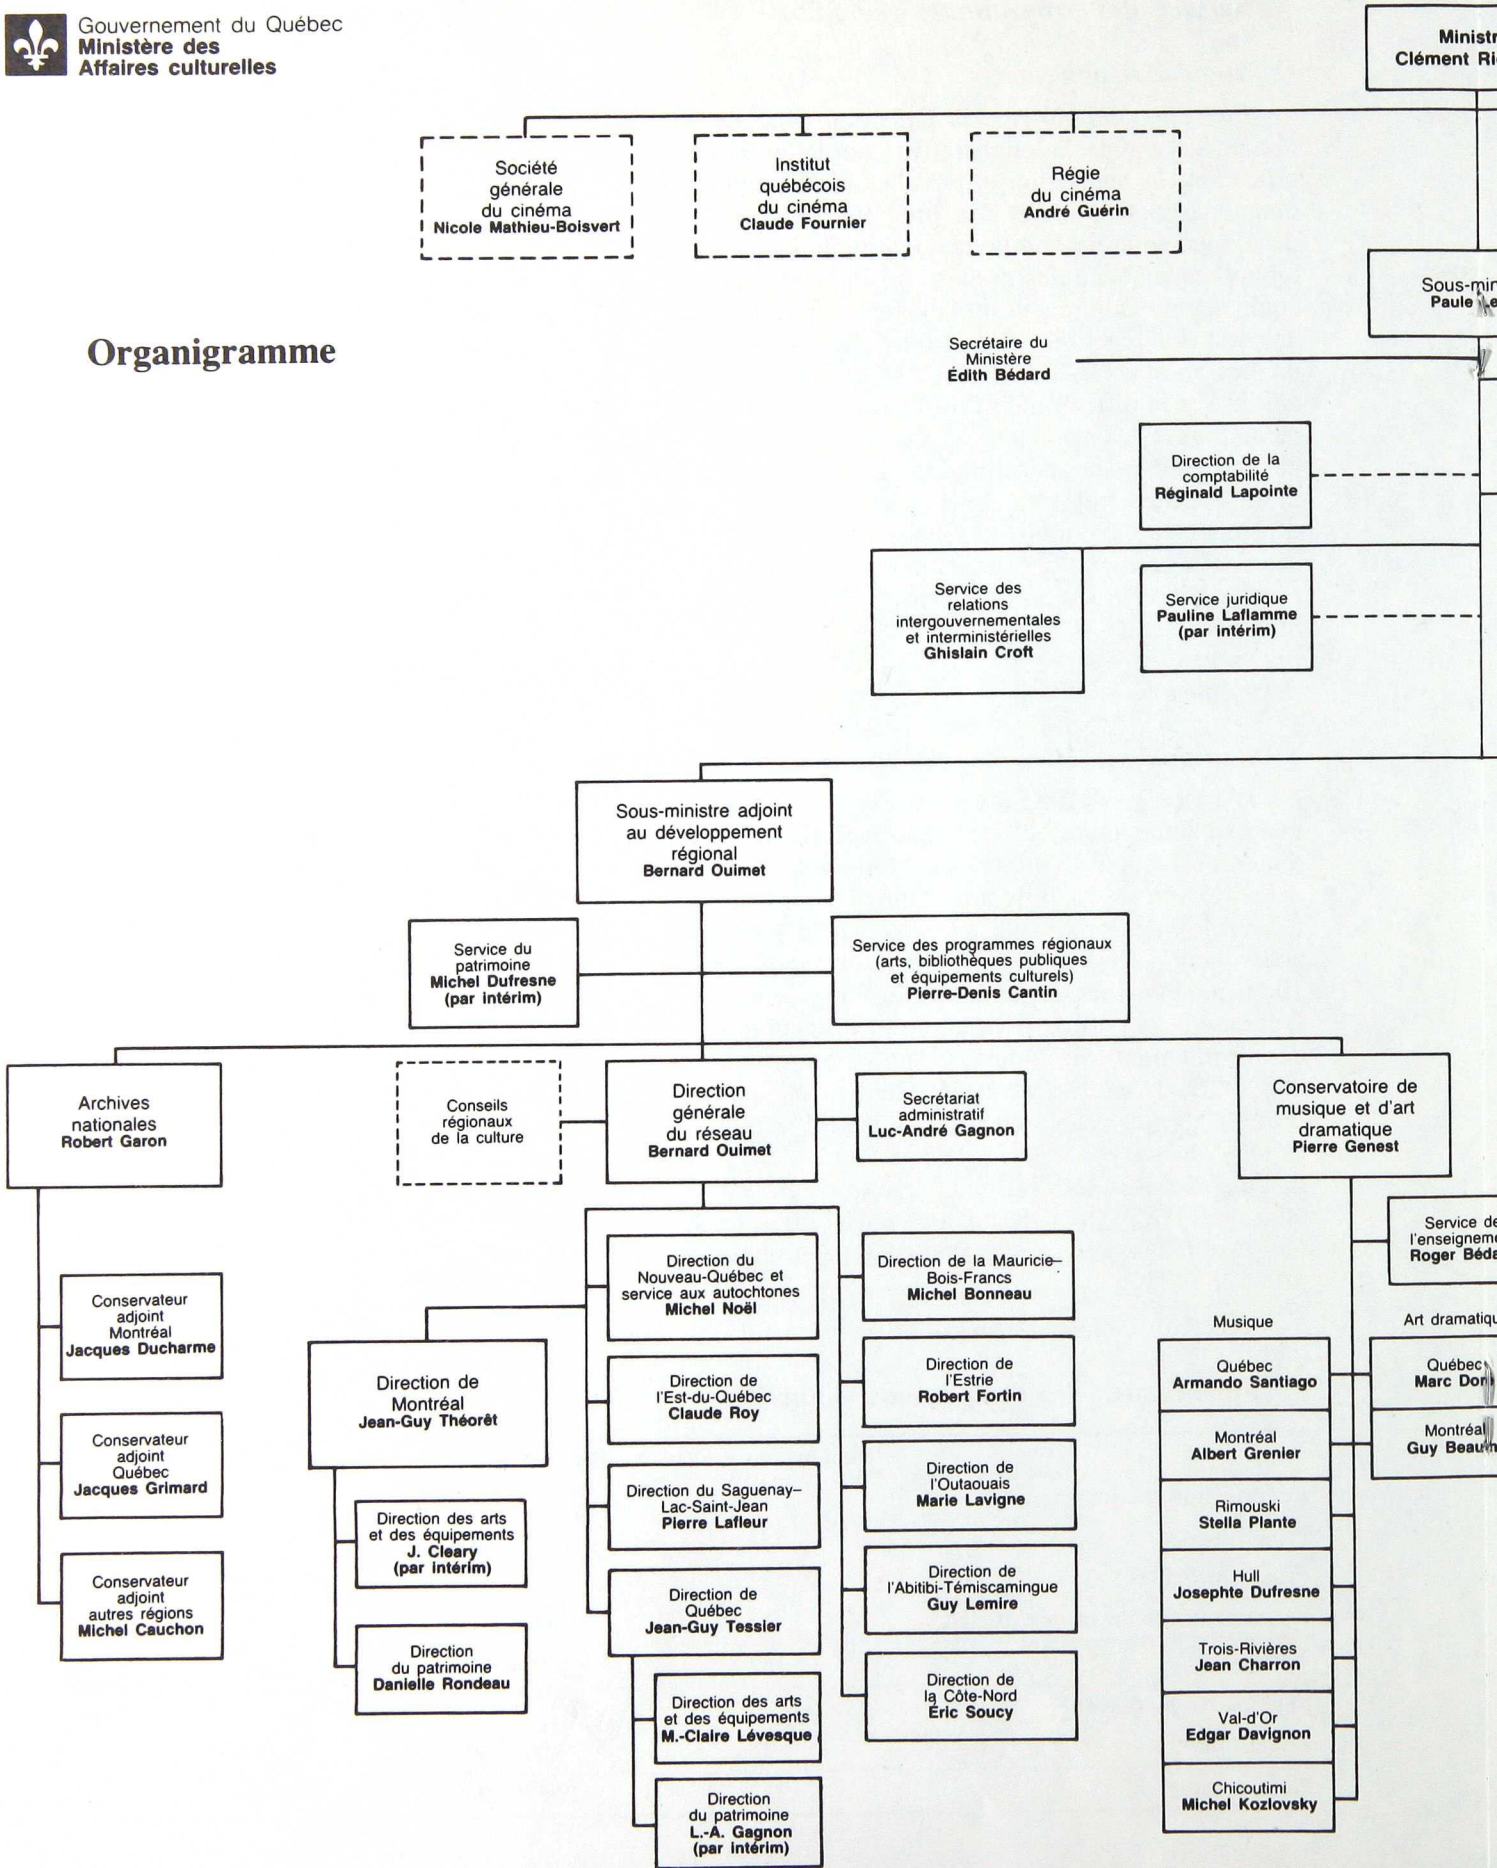 Gouvernement du Québec
Ministère des
Affaires culturelles
Clément
Société
générale
du cinéma
Nicole Mathieu-Boisvert
Institut
québécois
du cinéma
Claude Fournier
Régie
du cinéma
André Guérin
Paule
Organigramme
Secrétaire du
Ministère
Édith Bédard
Direction de la
comptabilité
Réginald Lapointe
Service des
relations
intergouvernementales
et interministérielles
Ghislain Croft
Service juridique
Pauline Laflamme
(par intérim)
Sous-ministre adjoint
au développement
régional
Bernard Ouimet
Service du
patrimoine
Michel Dufresne
(par intérim)
Service des programmes régionaux
(arts, bibliothèques publiques
et équipements culturels)
Pierre-Denis Cantin
Archives
nationales
Robert Garon
Conseils
régionaux
de la culture
Direction
générale
du réseau
Bernard Ouimet
Secrétariat
administratif
Luc-André Gagnon
Conservatoire de
musique et d'art
dramatique
Pierre Genest
Service
Roger
Conservateur
adjoint
Montréal
Jacques Ducharme
Conservateur
adjoint
Québec
Jacques Grimard
Conservateur
adjoint
autres régions
Michel Cauchon
Direction de
Montréal
Jean-Guy Théorêt
Direction des arts
et des équipements
J. Cleary
(par intérim)
Direction
du patrimoine
Danielle Rondeau
Direction du
Nouveau-Québec et
service aux autochtones
Michel Noël
Direction de
l'Est-du-Québec
Claude Roy
Direction du Saguenay–
Lac-Saint-Jean
Pierre Lafleur
Direction de
Québec
Jean-Guy Tessier
Direction des arts
et des équipements
M.-Claire Lévesque
Direction
du patrimoine
L.-A. Gagnon
(par intérim)
Direction de la Mauricie–
Bois-Francs
Michel Bonneau
Direction de
l'Estrie
Robert Fortin
Direction de
l'Outaouais
Marie Lavigne
Direction de
l'Abitibi-Témiscamingue
Guy Lemire
Direction de
la Côte-Nord
Éric Soucy
Musique
Québec
Armando Santiago
Montréal
Albert Grenier
Rimouski
Stella Plante
Hull
Josephte Dufresne
Trois-Rivières
Jean Charron
Val-d'Or
Edgar Davignon
Chicoutimi
Michel Kozlovsky
Art
Québec
Marc
Montréal
Guy